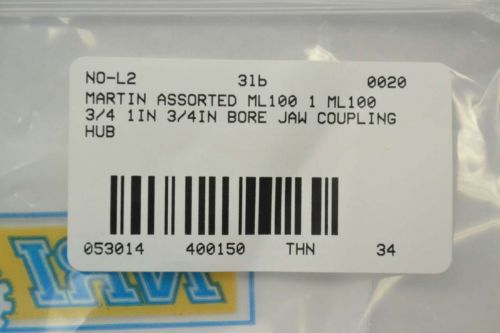 NO-L2 31b 0020
MARTIN ASSORTED ML100 1 ML100
3/4 1IN 3/4IN BORE JAW COUPLING
HUB
053014 400150 THN 34